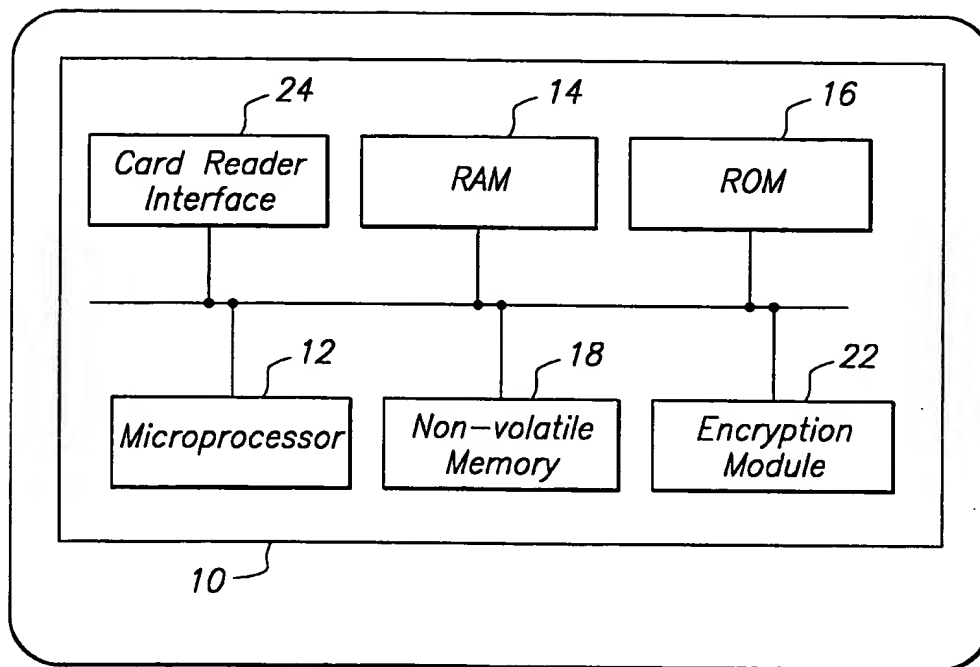 24
14
16
Card Reader
Interface
RAM
ROM
12
18
22
Microprocessor
Non-volatile
Memory
Encryption
Module
10